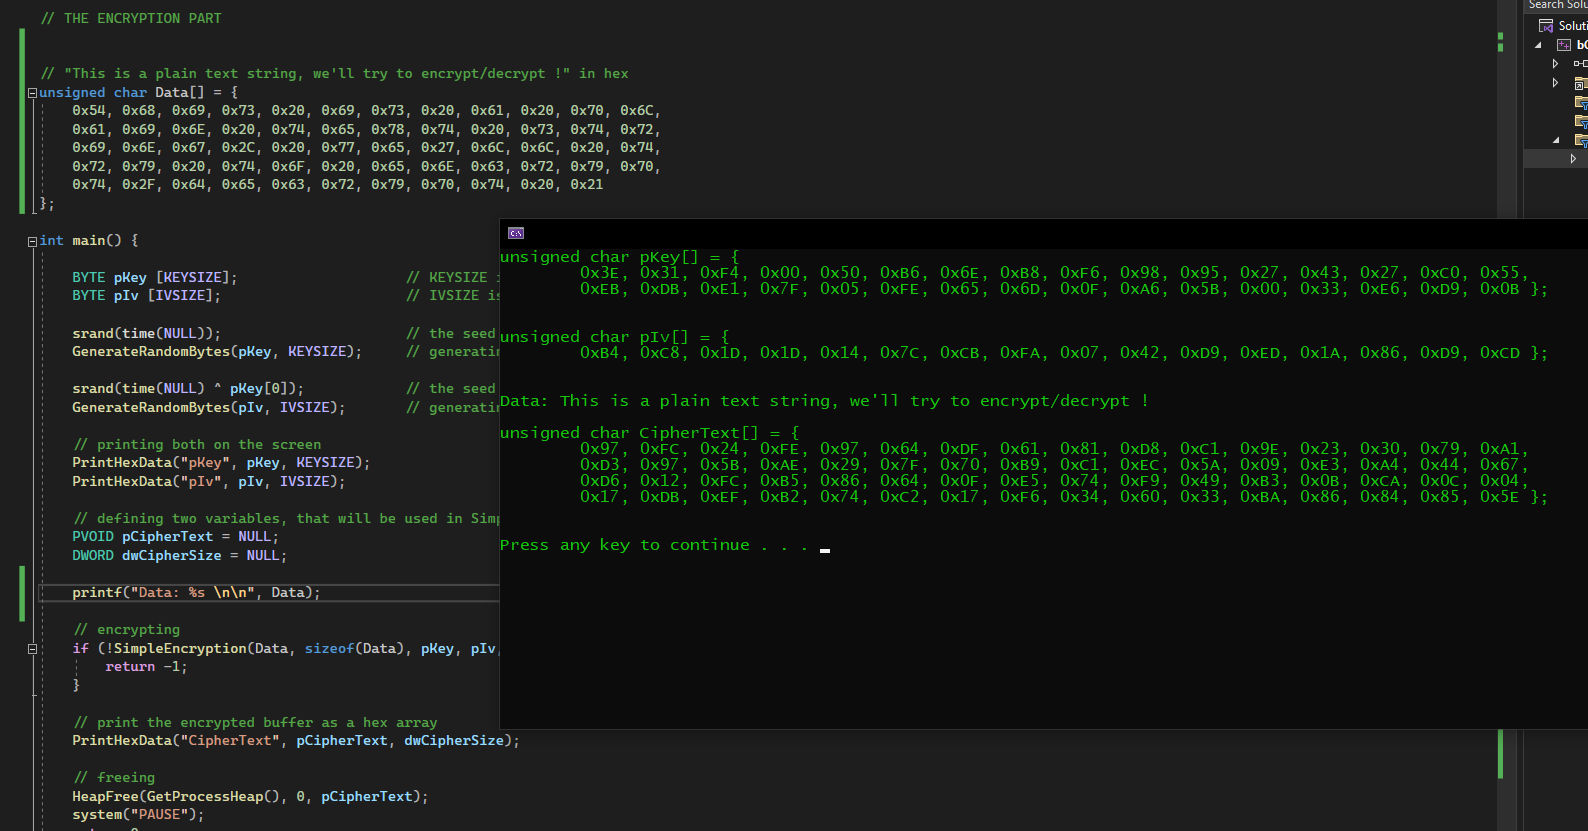 // THE ENCRYPTION PART
Search Solu
Soluti
// "This is a plain text string, we'll try to encrypt/decrypt !" in hex
unsigned char Data[] = {
0x54, 0x68, 0x69, 0x73, 0x20, 0x69, 0x73, 0x20, 0x61, 0x20, 0x70, 0x6C,
0x61, 0x69, 0x6E, 0x20, 0x74, 0x65, 0x78, 0x74, 0x20, 0x73, 0x74, 0x72,
0x69, 0x6E, 0x67, 0x2C, 0x20, 0x77, 0x65, 0x27, 0x6C, 0x6C, 0x20, 0x74,
0x72, 0x79, 0x20, 0x74, 0x6F, 0x20, 0x65, 0x6E, 0x63, 0x72, 0x79, 0x70,
0x74, 0x2F, 0x64, 0x65, 0x63, 0x72, 0x79, 0x70, 0x74, 0x20, 0x21
};
int main() {
BYTE pKey [KEYSIZE]; // KEYSIZE i
BYTE pIv [IVSIZE]; // IVSIZE is
srand(time(NULL)); // the seed
GenerateRandomBytes(pKey, KEYSIZE); // generatin
srand(time(NULL) ^ pKey[0]); // the seed
GenerateRandomBytes(pIv, IVSIZE); // generatin
// printing both on the screen
PrintHexData("pKey", pKey, KEYSIZE);
PrintHexData("pIv", pIv, IVSIZE);
// defining two variables, that will be used in Simp
PVOID pCipherText = NULL;
DWORD dwCipherSize = NULL;
printf("Data: %s \n\n", Data);
// encrypting
if (!SimpleEncryption(Data, sizeof(Data), pKey, pIv,
return -1;
}
// print the encrypted buffer as a hex array
PrintHexData("CipherText", pCipherText, dwCipherSize);
// freeing
HeapFree(GetProcessHeap(), 0, pCipherText);
system("PAUSE");
unsigned char pKey[] = {
0x3E, 0x31, 0xF4, 0x00, 0x50, 0xB6, 0x6E, 0xB8, 0xF6, 0x98, 0x95, 0x27, 0x43, 0x27, 0xC0, 0x55,
0xEB, 0xDB, 0xE1, 0x7F, 0x05, 0xFE, 0x65, 0x6D, 0x0F, 0xA6, 0x5B, 0x00, 0x33, 0xE6, 0xD9, 0x0B };
unsigned char pIv[] = {
0xB4, 0xC8, 0x1D, 0x1D, 0x14, 0x7C, 0xCB, 0xFA, 0x07, 0x42, 0xD9, 0xED, 0x1A, 0x86, 0xD9, 0xCD };
Data: This is a plain text string, we'll try to encrypt/decrypt !
unsigned char CipherText[] = {
0x97, 0xFC, 0x24, 0xFE, 0x97, 0x64, 0xDF, 0x61, 0x81, 0xD8, 0xC1, 0x9E, 0x23, 0x30, 0x79, 0xA1,
0xD3, 0x97, 0x5B, 0xAE, 0x29, 0x7F, 0x70, 0xB9, 0xC1, 0xEC, 0x5A, 0x09, 0xE3, 0xA4, 0x44, 0x67,
0xD6, 0x12, 0xFC, 0xB5, 0x86, 0x64, 0x0F, 0xE5, 0x74, 0xF9, 0x49, 0xB3, 0x0B, 0xCA, 0x0C, 0x04,
0x17, 0xDB, 0xEF, 0xB2, 0x74, 0xC2, 0x17, 0xF6, 0x34, 0x60, 0x33, 0xBA, 0x86, 0x84, 0x85, 0x5E };
Press any key to continue . . .